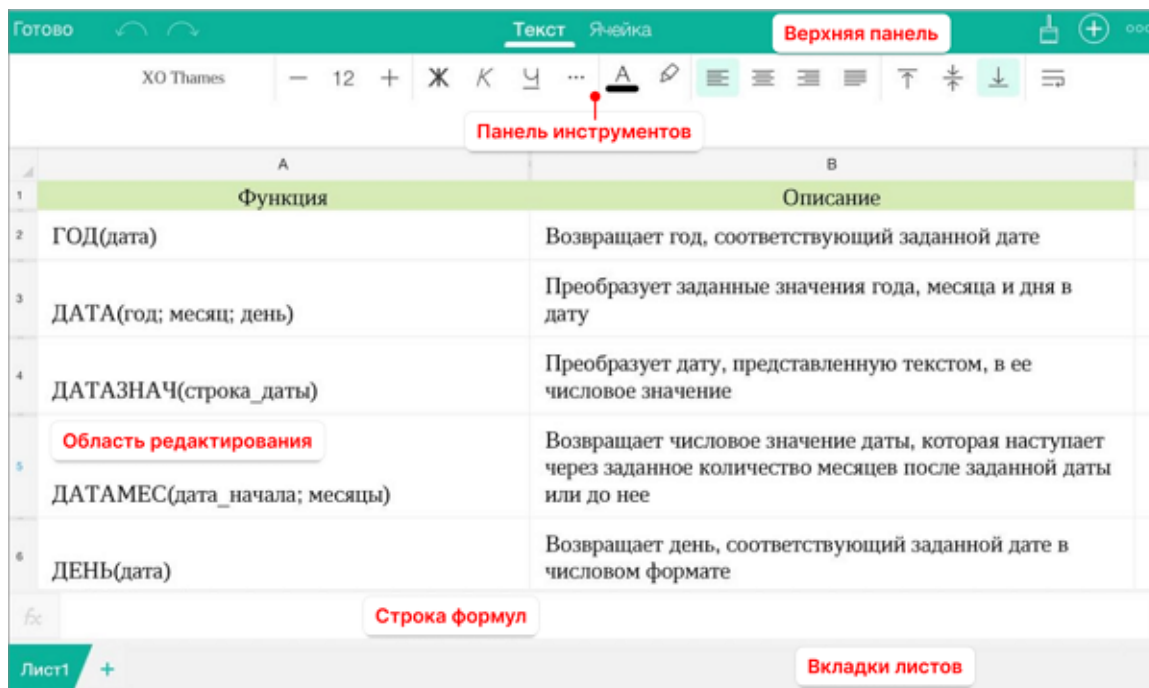 Готово Текст Ячейка Верхняя панель
XO Thames — 12 + Ж К Ч ... А
Панель инструментов
A B
1 Функция Описание
2 ГОД(дата) Возвращает год, соответствующий заданной дате
3 ДАТА(год; месяц; день) Преобразует заданные значения года, месяца и дня в
дату
4 ДАТАЗНАЧ(строка_даты) Преобразует дату, представленную текстом, в ее
числовое значение
Область редактирования
5 ДАТАМЕС(дата_начала; месяцы) Возвращает числовое значение даты, которая наступает
через заданное количество месяцев после заданной даты
или до нее
6 ДЕНЬ(дата) Возвращает день, соответствующий заданной дате в
числовом формате
fx Строка формул
Лист1 + Вкладки листов